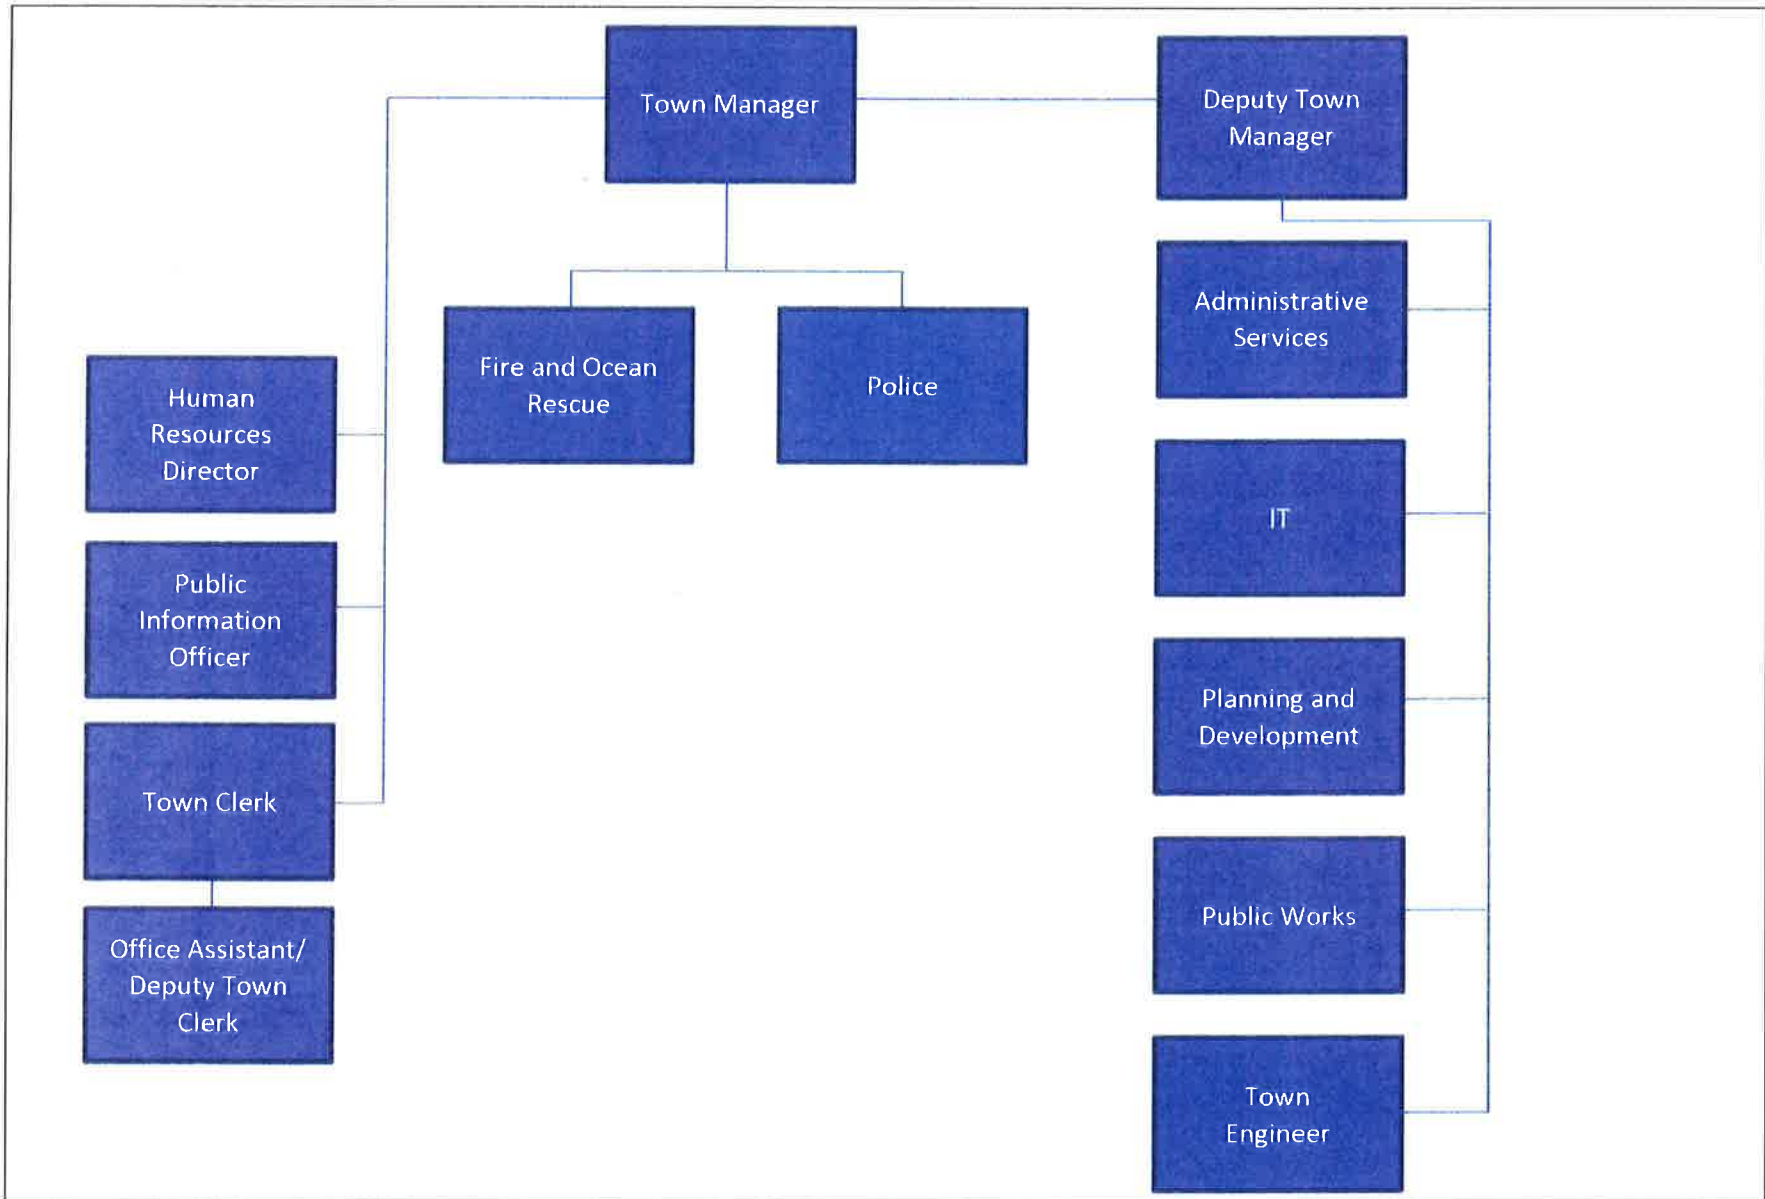 Town Manager
Deputy Town
Manager
Administrative
Services
Fire and Ocean
Rescue
Police
Human
Resources
Director
IT
Public
Information
Officer
Planning and
Development
Town Clerk
Public Works
Office Assistant/
Deputy Town
Clerk
Town
Engineer